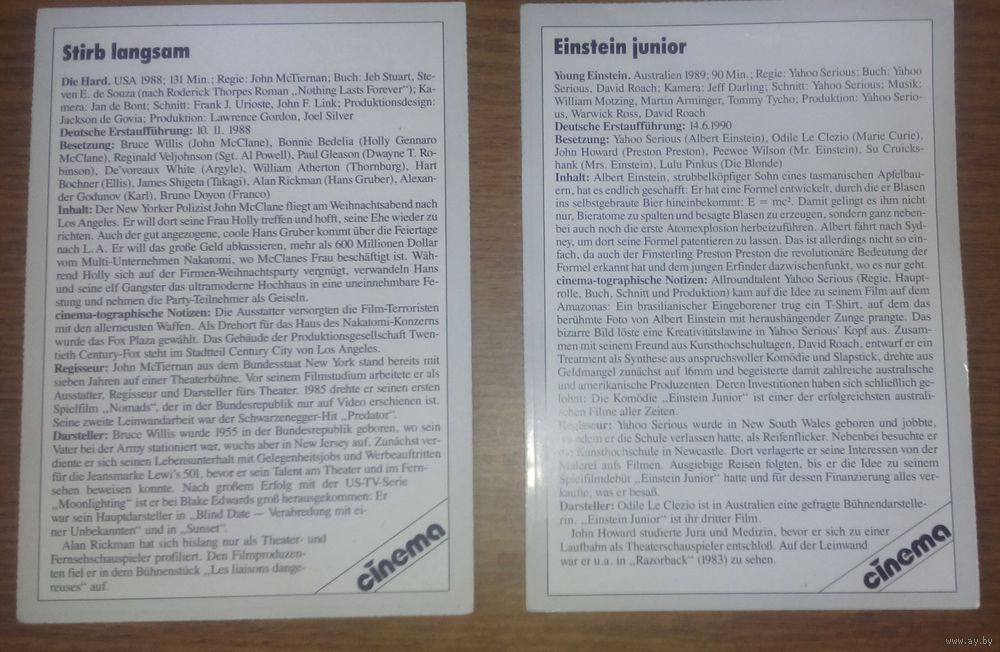 Stirb langsam
Die Hard. USA 1988; 131 Min.; Regie: John McTiernan; Buch: Jeb Stuart, Ste-
ven E. de Souza (nach Roderick Thorpes Roman „Nothing Lasts Forever"); Ka-
mera: Jan de Bont; Schnitt: Frank J. Urioste, John F. Link; Produktionsdesign:
Jackson de Govia; Produktion: Lawrence Gordon, Joel Silver
Deutsche Erstaufführung: 10. 11. 1988
Besetzung: Bruce Willis (John McClane), Bonnie Bedelia (Holly Gennaro
McClane), Reginald Veljohnson (Sgt. Al Powell), Paul Gleason (Dwayne T. Ro-
binson), De'voreaux White (Argyle), William Atherton (Thornburg), Hart
Bochner (Ellis), James Shigeta (Takagi), Alan Rickman (Hans Gruber), Alexan-
der Godunov (Karl), Bruno Doyon (Franco)
Inhalt: Der New Yorker Polizist John McClane fliegt am Weihnachtsabend nach
Los Angeles. Er will dort seine Frau Holly treffen und hofft, seine Ehe wieder zu
richten. Auch der gut angezogene, coole Hans Gruber kommt über die Feiertage
nach L. A. Er will das große Geld abkassieren, mehr als 600 Millionen Dollar
vom Multi-Unternehmen Nakatomi, wo McClanes Frau beschäftigt ist. Wäh-
rend Holly sich auf der Firmen-Weihnachtsparty vergnügt, verwandeln Hans
und seine elf Gangster das ultramoderne Hochhaus in eine uneinnehmbare Fe-
stung und nehmen die Party-Teilnehmer als Geiseln.
cinema-tographische Notizen: Die Ausstatter versorgten die Film-Terroristen
mit den allerneusten Waffen. Als Drehort für das Haus des Nakatomi-Konzerns
wurde das Fox Plaza gewählt. Das Gebäude der Produktionsgesellschaft Twen-
tieth Century-Fox steht im Stadtteil Century City von Los Angeles.
Regisseur: John McTiernan aus dem Bundesstaat New York stand bereits mit
sieben Jahren auf einer Theaterbühne. Vor seinem Filmstudium arbeitete er als
Ausstatter, Regisseur und Darsteller fürs Theater. 1985 drehte er seinen ersten
Spielfilm „Nomads", der in der Bundesrepublik nur auf Video erschienen ist.
Seine zweite Leinwandarbeit war der Schwarzenegger-Hit „Predator".
Darsteller: Bruce Willis wurde 1955 in der Bundesrepublik geboren, wo sein
Vater bei der Army stationiert war, wuchs aber in New Jersey auf. Zunächst ver-
diente er sich seinen Lebensunterhalt mit Gelegenheitsjobs und Werbeauftritten
für die Jeansmarke Lewi's 501, bevor er sein Talent am Theater und im Fern-
sehen beweisen konnte. Nach großem Erfolg mit der US-TV-Serie
„Moonlighting" ist er bei Blake Edwards groß herausgekommen: Er
war sein Hauptdarsteller in „Blind Date – Verabredung mit ei-
ner Unbekannten" und in „Sunset".
Alan Rickman hat sich bislang nur als Theater- und
Fernsehschauspieler profiliert. Den Filmproduzen-
ten fiel er in dem Bühnenstück „Les liaisons dange-
reuses" auf.
cinema
Einstein junior
Young Einstein. Australien 1989; 90 Min.; Regie: Yahoo Serious; Buch: Yahoo
Serious, David Roach; Kamera: Jeff Darling; Schnitt: Yahoo Serious; Musik:
William Motzing, Martin Arminger, Tommy Tycho; Produktion: Yahoo Serio-
us, Warwick Ross, David Roach
Deutsche Erstaufführung: 14.6.1990
Besetzung: Yahoo Serious (Albert Einstein), Odile Le Clezio (Marie Curie),
John Howard (Preston Preston), Peewee Wilson (Mr. Einstein), Su Cruicks-
hank (Mrs. Einstein), Lulu Pinkus (Die Blonde)
Inhalt: Albert Einstein, strubbelköpfiger Sohn eines tasmanischen Apfelbau-
ern, hat es endlich geschafft: Er hat eine Formel entwickelt, durch die er Blasen
ins selbstgebraute Bier hineinbekommt: E = mc². Damit gelingt es ihm nicht
nur, Bieratome zu spalten und besagte Blasen zu erzeugen, sondern ganz neben-
bei auch noch die erste Atomexplosion herbeizuführen. Albert fährt nach Syd-
ney, um dort seine Formel patentieren zu lassen. Das ist allerdings nicht so ein-
fach, da auch der Finsterling Preston Preston die revolutionäre Bedeutung der
Formel erkannt hat und dem jungen Erfinder dazwischenfunkt, wo es nur geht.
cinema-tographische Notizen: Allroundtalent Yahoo Serious (Regie, Haupt-
rolle, Buch, Schnitt und Produktion) kam auf die Idee zu seinem Film auf dem
Amazonas: Ein brasilianischer Eingeborener trug ein T-Shirt, auf dem das
berühmte Foto von Albert Einstein mit heraushängender Zunge prangte. Das
bizarre Bild löste eine Kreativitätslawine in Yahoo Serious' Kopf aus. Zusam-
men mit seinem Freund aus Kunsthochschultagen, David Roach, entwarf er ein
Treatment als Synthese aus anspruchsvoller Komödie und Slapstick, drehte aus
Geldmangel zunächst auf 16mm und begeisterte damit zahlreiche australische
und amerikanische Produzenten. Deren Investitionen haben sich schließlich ge-
lohnt: Die Komödie „Einstein Junior" ist einer der erfolgreichsten australi-
schen Filme aller Zeiten.
Regisseur: Yahoo Serious wurde in New South Wales geboren und jobbte,
nachdem er die Schule verlassen hatte, als Reifenflicker. Nebenbei besuchte er
die Kunsthochschule in Newcastle. Dort verlagerte er seine Interessen von der
Malerei aufs Filmen. Ausgiebige Reisen folgten, bis er die Idee zu seinem
Spielfilmdebüt „Einstein Junior" hatte und für dessen Finanzierung alles ver-
kaufte, was er besaß.
Darsteller: Odile Le Clezio ist in Australien eine gefragte Bühnendarstelle-
rin. „Einstein Junior" ist ihr dritter Film.
John Howard studierte Jura und Medizin, bevor er sich zu einer
Laufbahn als Theaterschauspieler entschloß. Auf der Leinwand
war er u.a. in „Razorback" (1983) zu sehen.
cinema
www.ay.by